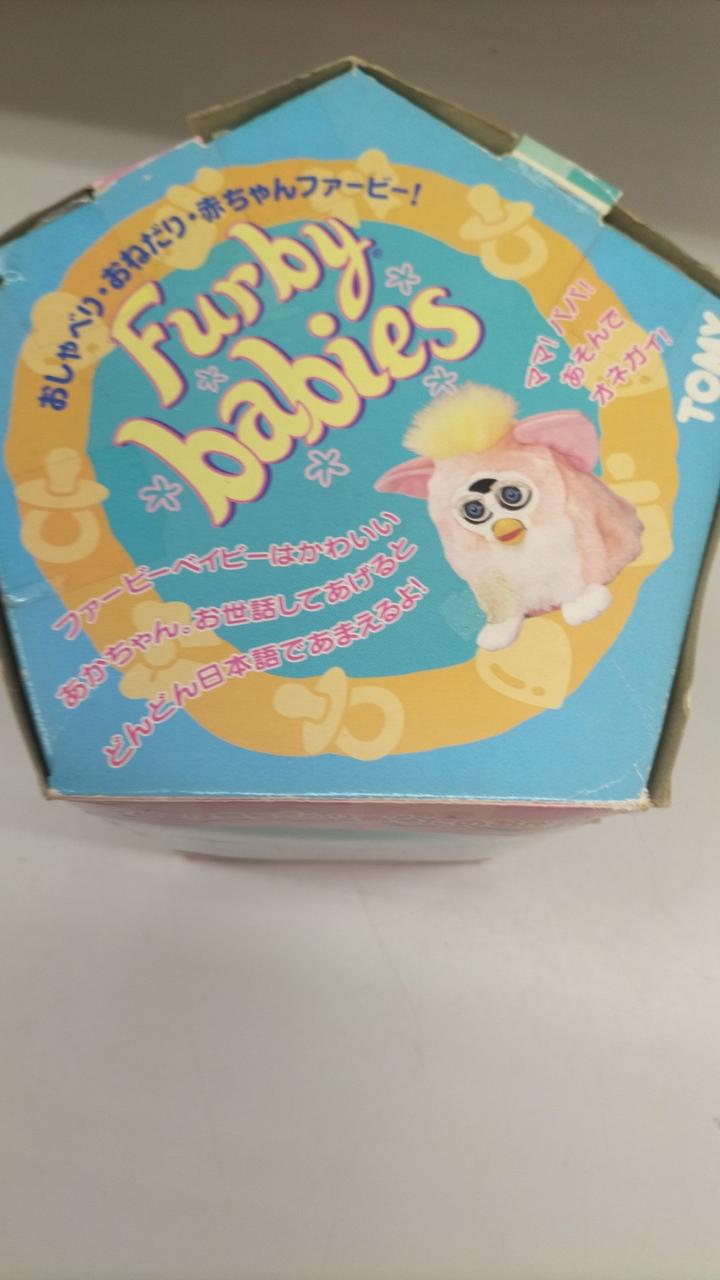 おしゃべり・おねだり・赤ちゃんファービー!
Furby®
babies
ママ! パパ!
あそんで
オネガイ!
TOMY
ファービーベイビーはかわいい
あかちゃん。お世話してあげると
どんどん日本語であまえるよ!